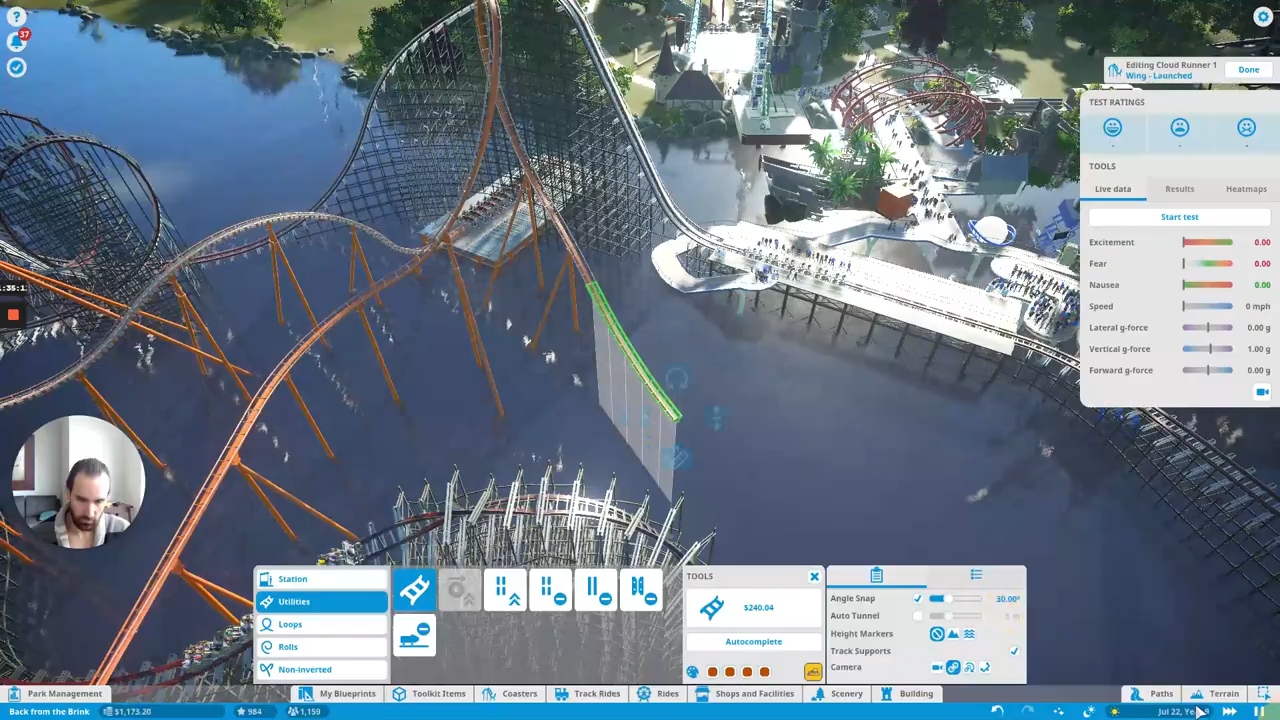 ?
37
Editing Cloud Runner 1
Wing - Launched
Done
TEST RATINGS
- - -
TOOLS
Live data Results Heatmaps
Start test
Excitement 0.00
Fear 0.00
Nausea 0.00
Speed 0 mph
Lateral g-force 0.00 g
Vertical g-force 1.00 g
Forward g-force 0.00 g
Station
Utilities
Loops
Rolls
Non-inverted
TOOLS
$240.04
Autocomplete
Angle Snap 30.00°
Auto Tunnel 5 m
Height Markers
Track Supports
Camera
Park Management My Blueprints Toolkit Items Coasters Track Rides Rides Shops and Facilities Scenery Building Paths Terrain
Back from the Brink $1,173.20 984 1,159 Jul 22,